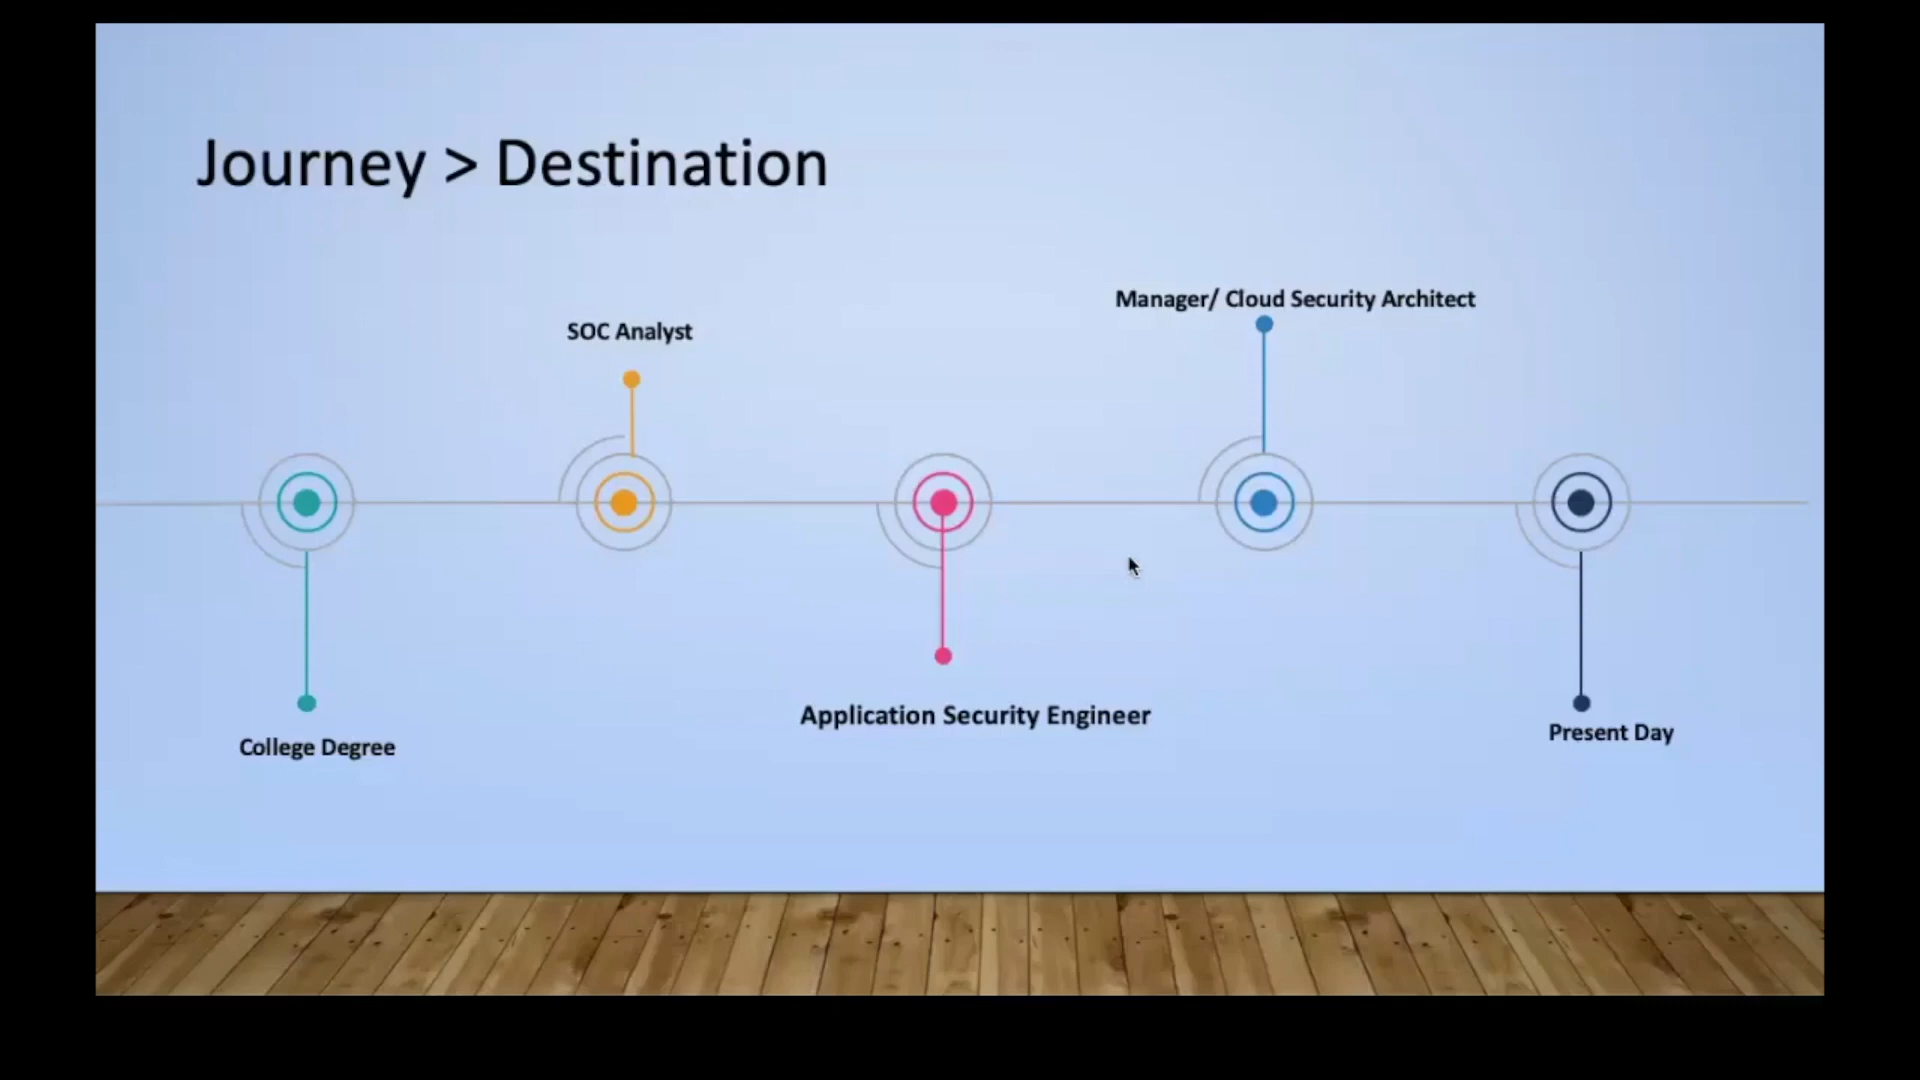 Journey > Destination
Manager/ Cloud Security Architect
SOC Analyst
Application Security Engineer
Present Day
College Degree